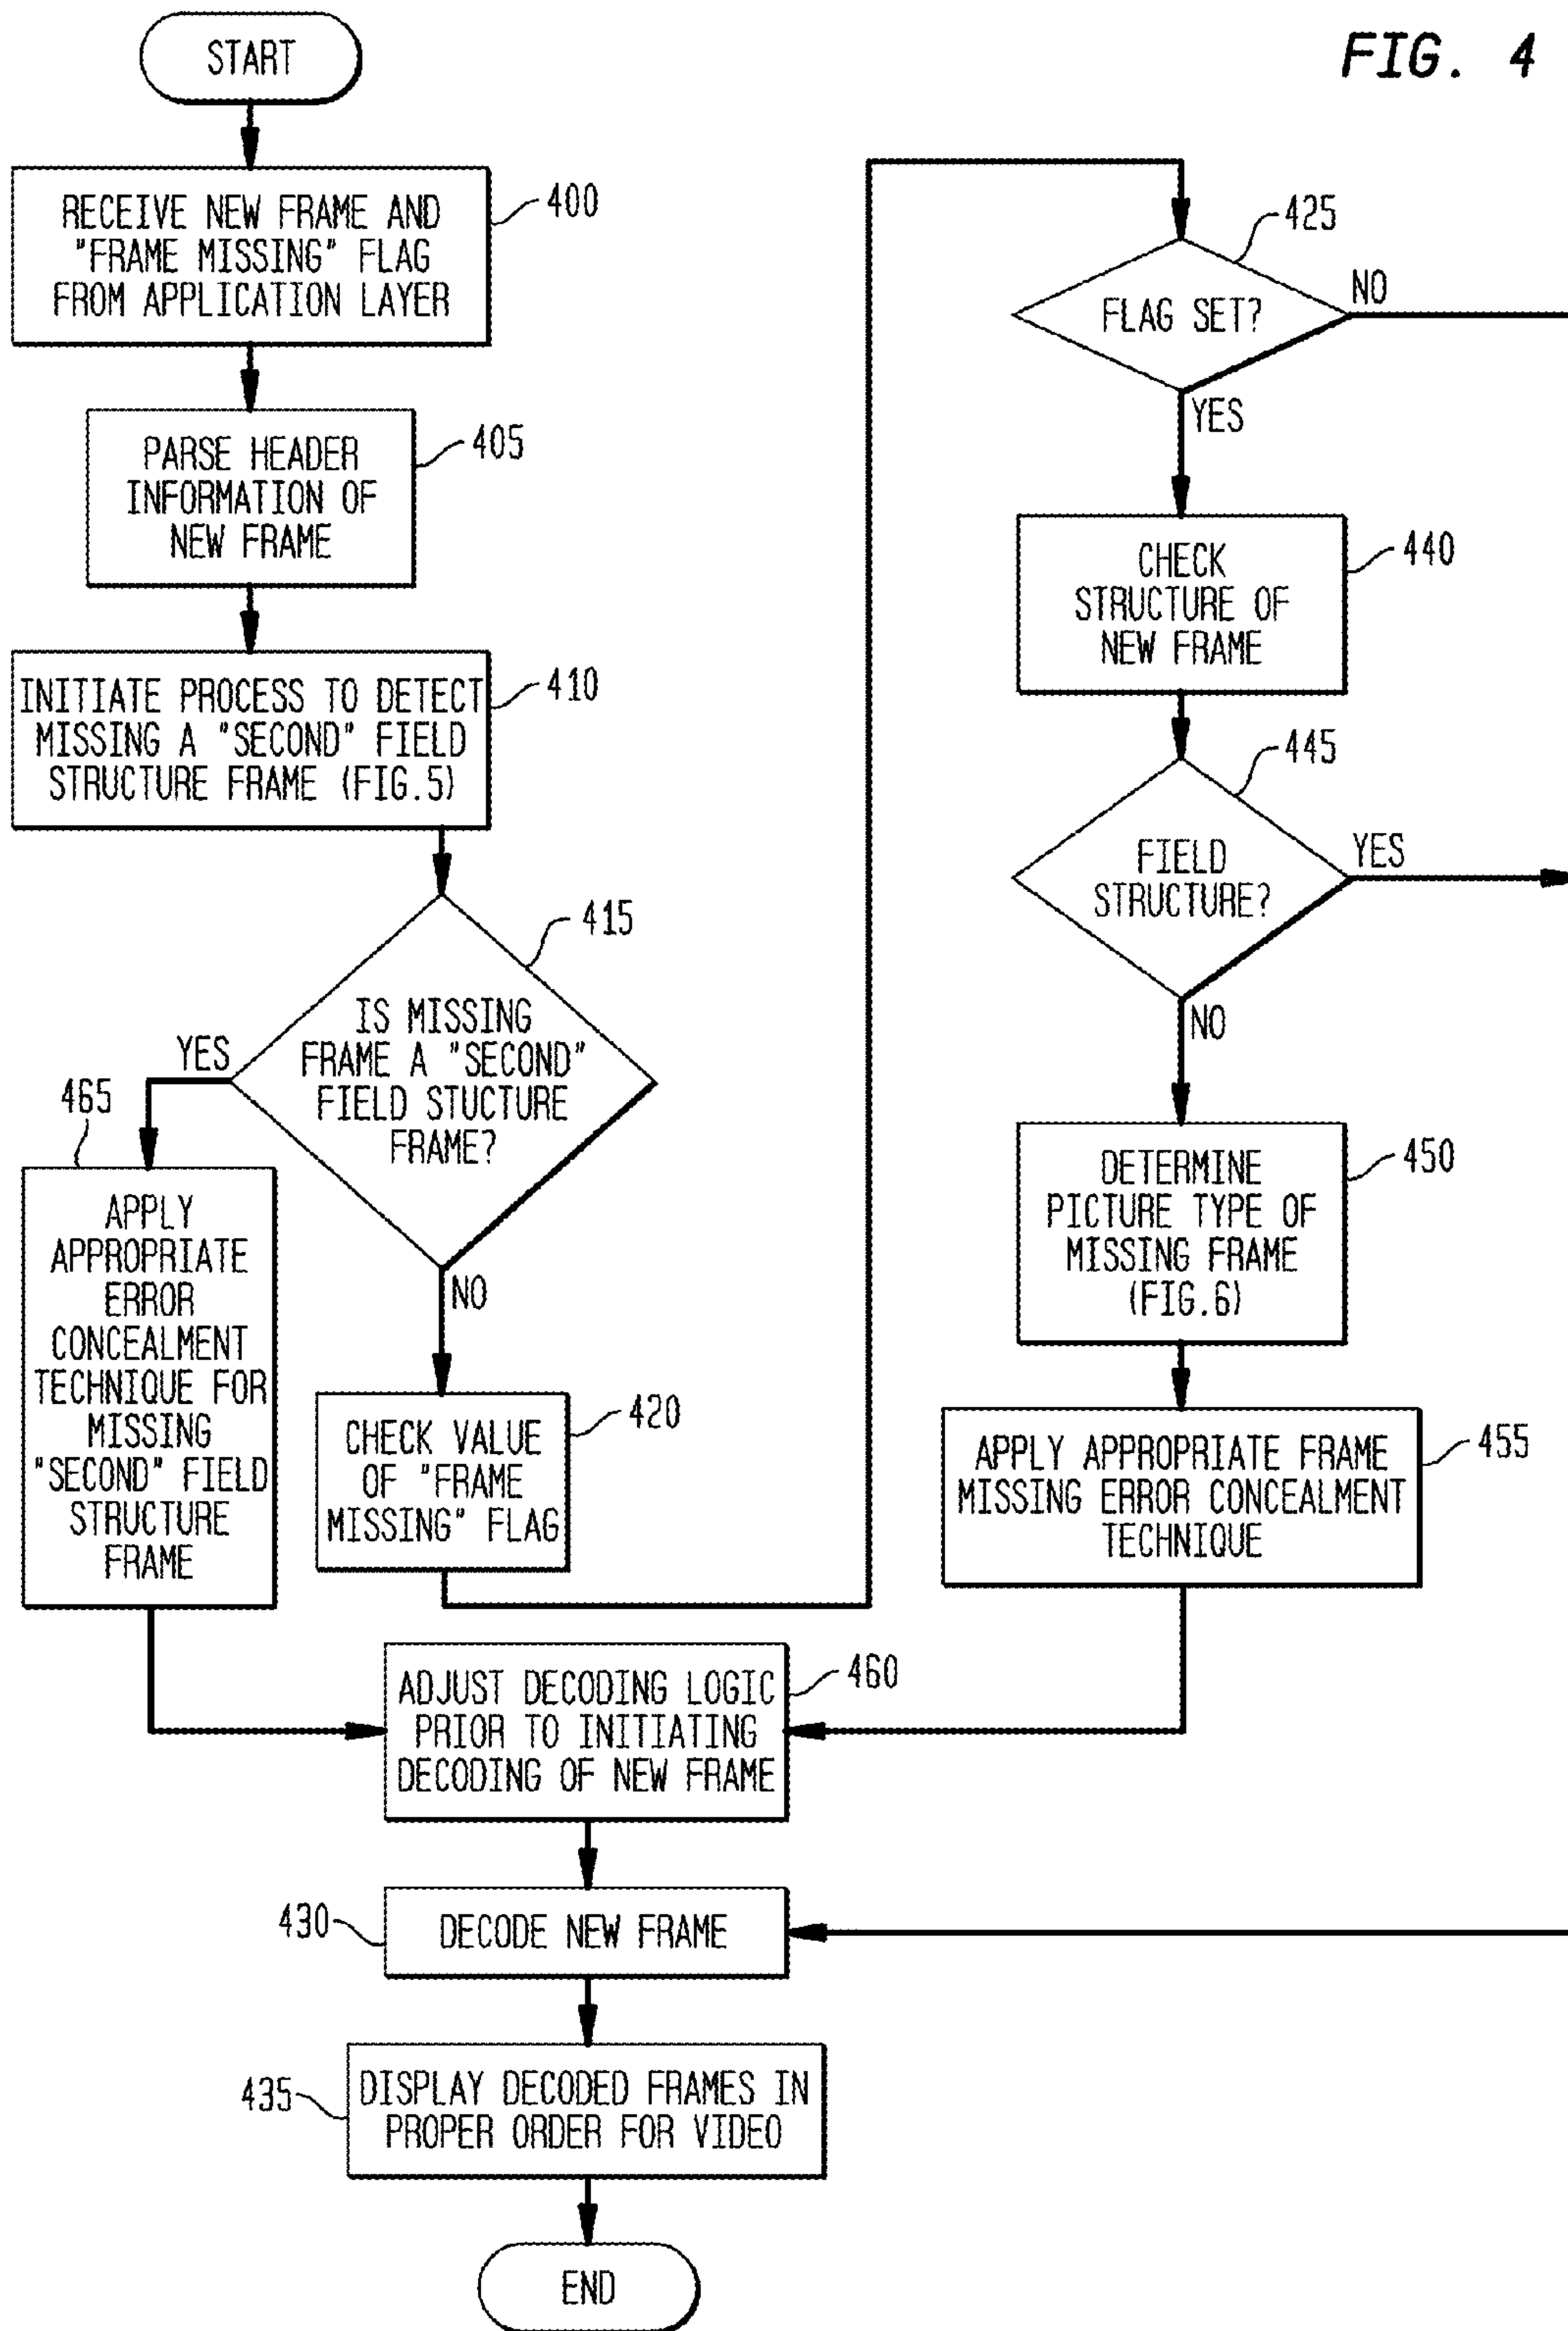 FIG. 4
START
RECEIVE NEW FRAME AND
"FRAME MISSING" FLAG
FROM APPLICATION LAYER
400
PARSE HEADER
INFORMATION OF
NEW FRAME
405
INITIATE PROCESS TO DETECT
MISSING A "SECOND" FIELD
STRUCTURE FRAME (FIG.5)
410
415
IS MISSING
FRAME A "SECOND"
FIELD STUCTURE
FRAME?
YES
NO
465
APPLY
APPROPRIATE
ERROR
CONCEALMENT
TECHNIQUE FOR
MISSING
"SECOND" FIELD
STRUCTURE
FRAME
CHECK VALUE
OF "FRAME
MISSING" FLAG
420
425
FLAG SET?
NO
YES
CHECK
STRUCTURE OF
NEW FRAME
440
445
FIELD
STRUCTURE?
YES
NO
DETERMINE
PICTURE TYPE OF
MISSING FRAME
(FIG.6)
450
APPLY APPROPRIATE FRAME
MISSING ERROR CONCEALMENT
TECHNIQUE
455
ADJUST DECODING LOGIC
PRIOR TO INITIATING
DECODING OF NEW FRAME
460
430
DECODE NEW FRAME
435
DISPLAY DECODED FRAMES IN
PROPER ORDER FOR VIDEO
END